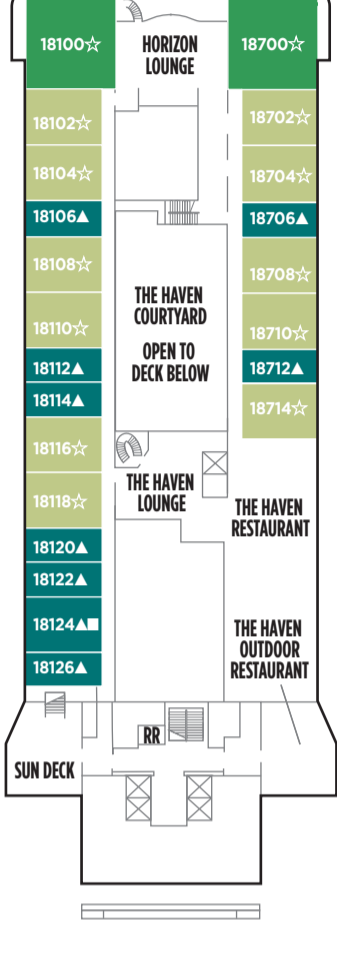 18100☆
HORIZON
LOUNGE
18700☆
18102☆
18104☆
18106▲
18108☆
18110☆
18112▲
18114▲
18116☆
18118☆
18120▲
18122▲
18124▲■
18126▲
THE HAVEN
COURTYARD
OPEN TO
DECK BELOW
THE HAVEN
LOUNGE
18702☆
18704☆
18706▲
18708☆
18710☆
18712▲
18714☆
THE HAVEN
RESTAURANT
THE HAVEN
OUTDOOR
RESTAURANT
RR
SUN DECK